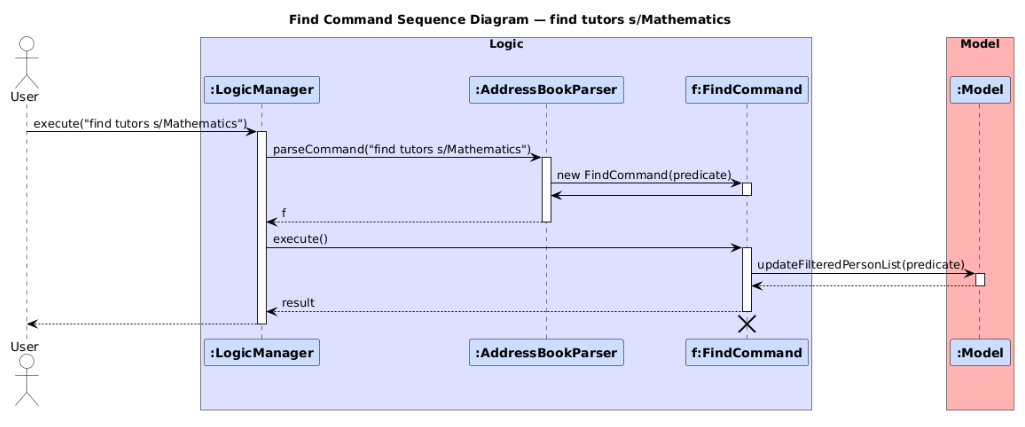 Find Command Sequence Diagram — find tutors s/Mathematics
Logic
Model
User
:LogicManager
:AddressBookParser
f:FindCommand
:Model
execute("find tutors s/Mathematics")
parseCommand("find tutors s/Mathematics")
new FindCommand(predicate)
f
execute()
updateFilteredPersonList(predicate)
result
User
:LogicManager
:AddressBookParser
f:FindCommand
:Model